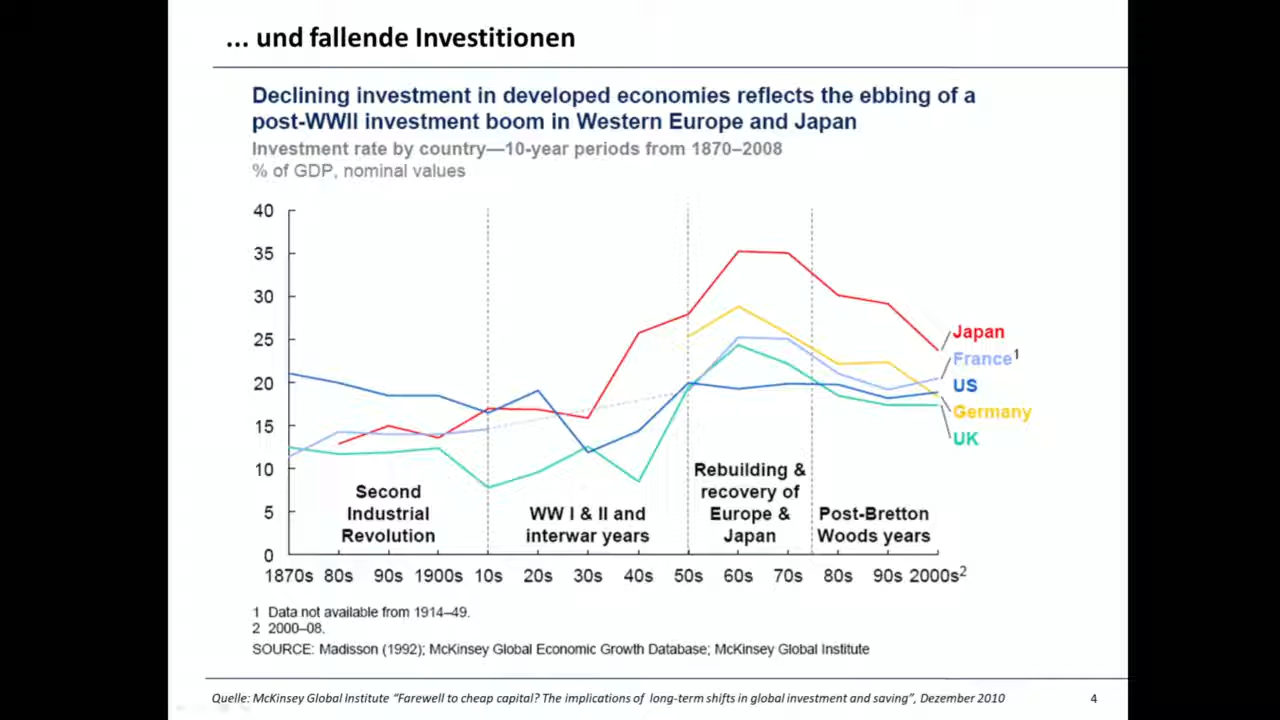 ... und fallende Investitionen
Declining investment in developed economies reflects the ebbing of a
post-WWII investment boom in Western Europe and Japan
Investment rate by country—10-year periods from 1870–2008
% of GDP, nominal values
40
35
30
25
20
15
10
5
0
Japan
France1
US
Germany
UK
Second
Industrial
Revolution
WW I & II and
interwar years
Rebuilding &
recovery of
Europe &
Japan
Post-Bretton
Woods years
1870s 80s 90s 1900s 10s 20s 30s 40s 50s 60s 70s 80s 90s 2000s2
1 Data not available from 1914–49.
2 2000–08.
SOURCE: Madisson (1992); McKinsey Global Economic Growth Database; McKinsey Global Institute
Quelle: McKinsey Global Institute “Farewell to cheap capital? The implications of long-term shifts in global investment and saving”, Dezember 2010
4